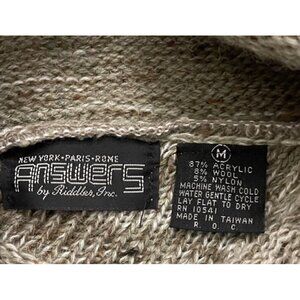 NEW YORK • PARIS • ROME
Answers
by Riddler, Inc.
M
87% ACRYLIC
8% WOOL
5% NYLON
MACHINE WASH COLD
WATER GENTLE CYCLE
LAY FLAT TO DRY
RN 10541
MADE IN TAIWAN
R. O. C